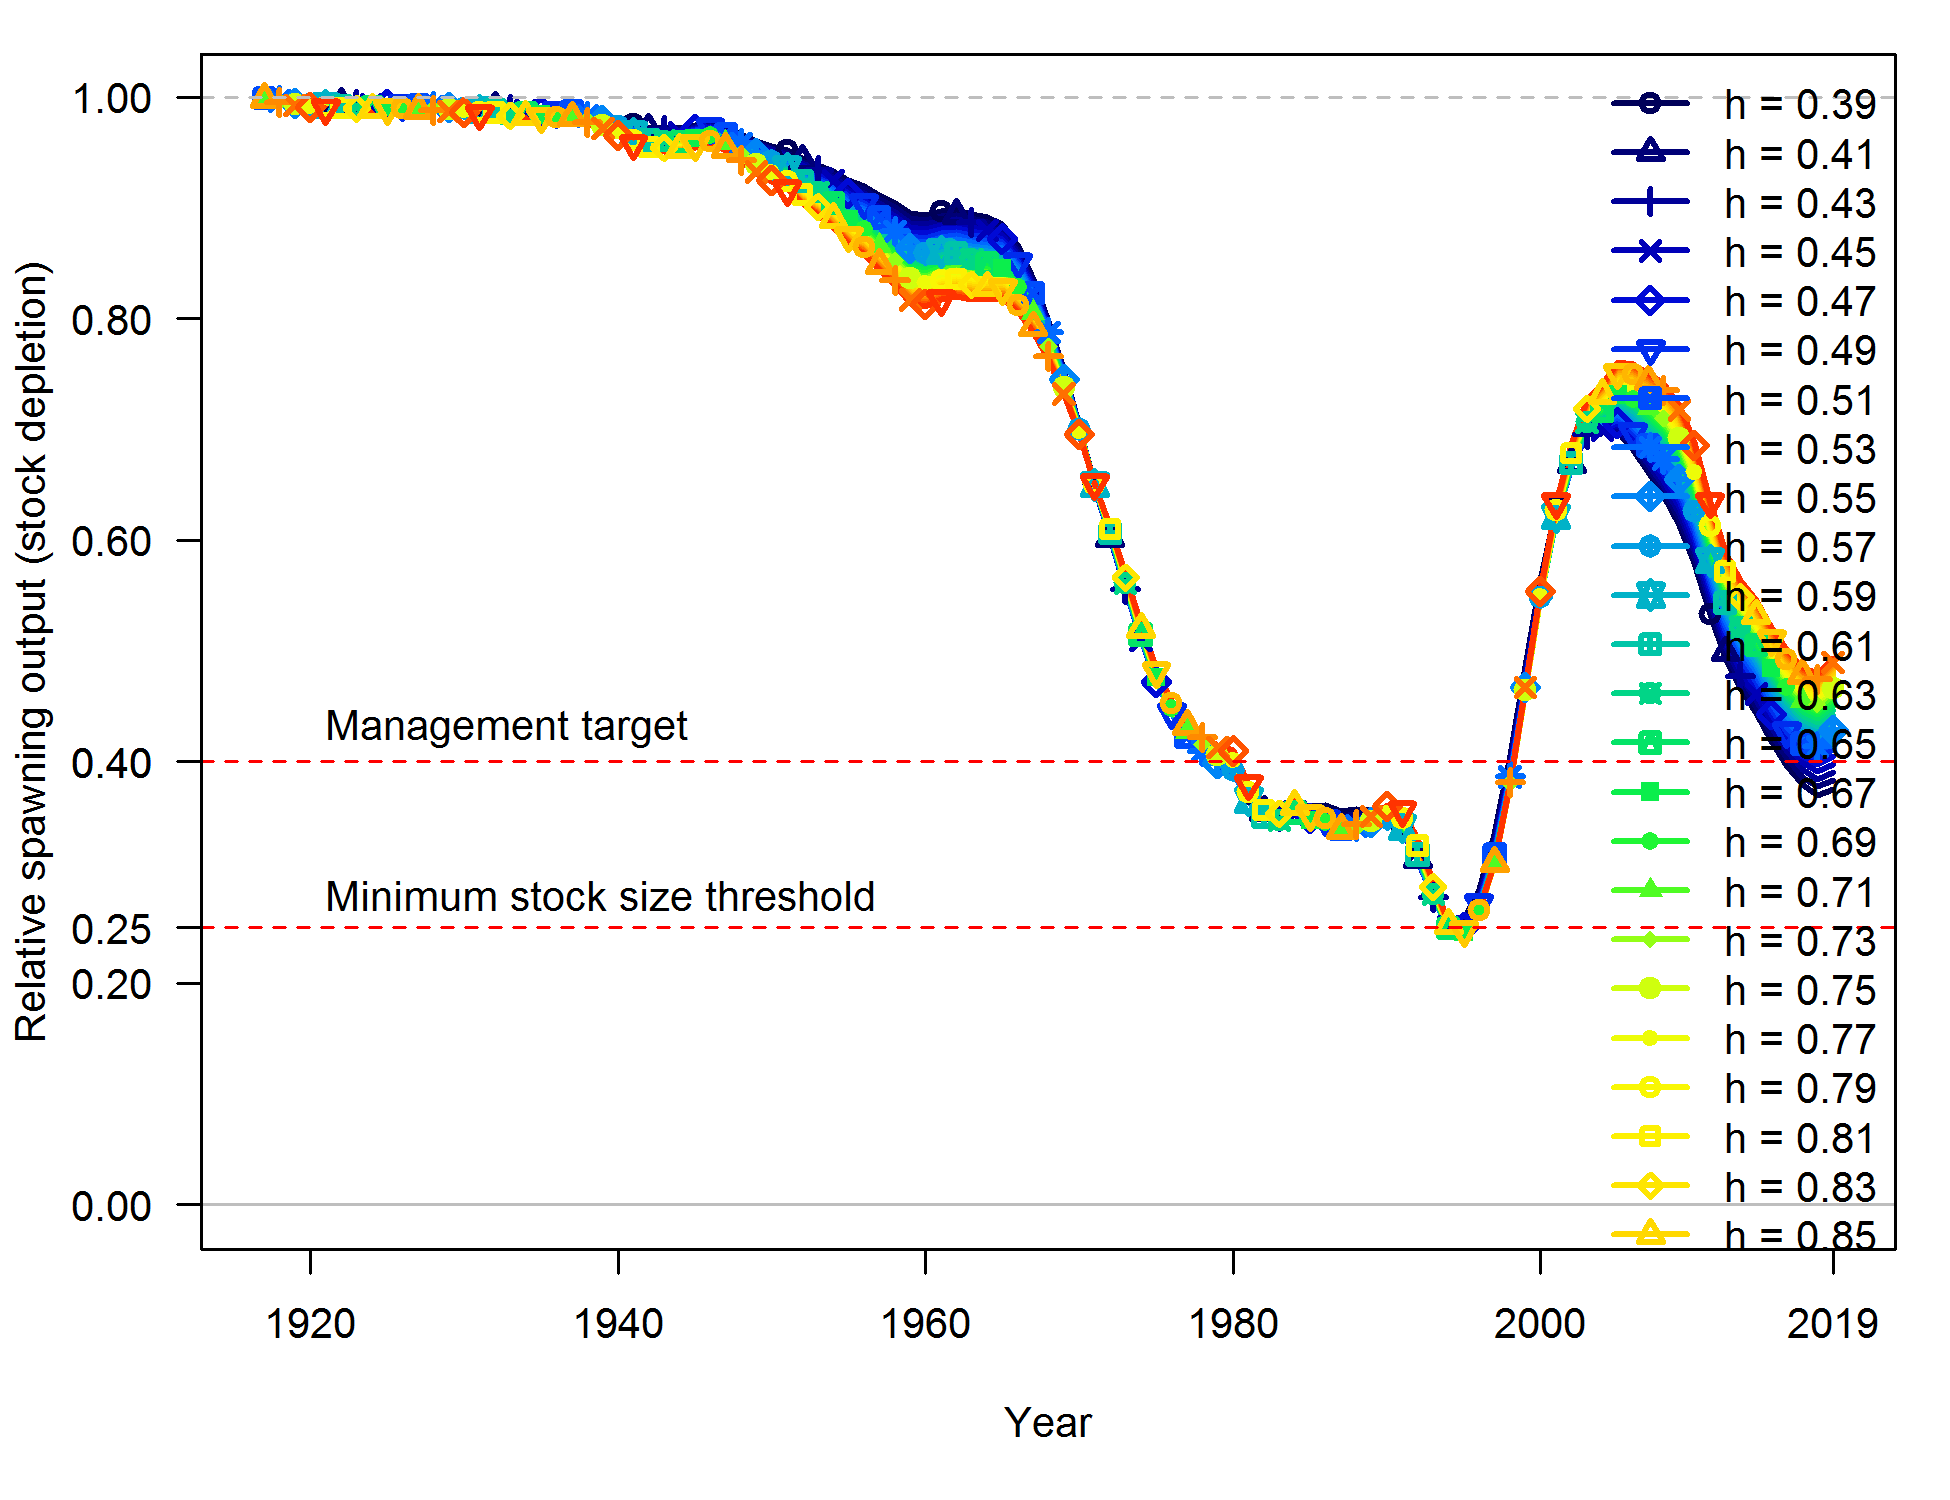 Relative spawning output (stock depletion)
1.00
0.80
0.60
0.40
0.25
0.20
0.00
Management target
Minimum stock size threshold
h = 0.39
h = 0.41
h = 0.43
h = 0.45
h = 0.47
h = 0.49
h = 0.51
h = 0.53
h = 0.55
h = 0.57
h = 0.59
h = 0.61
h = 0.63
h = 0.65
h = 0.67
h = 0.69
h = 0.71
h = 0.73
h = 0.75
h = 0.77
h = 0.79
h = 0.81
h = 0.83
h = 0.85
1920 1940 1960 1980 2000 2019
Year